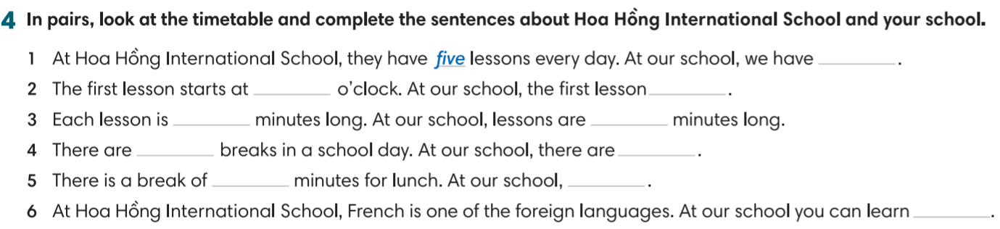 4 In pairs, look at the timetable and complete the sentences about Hoa Hồng International School and your school.
1 At Hoa Hồng International School, they have five lessons every day. At our school, we have ________.
2 The first lesson starts at ________ o'clock. At our school, the first lesson ________.
3 Each lesson is ________ minutes long. At our school, lessons are ________ minutes long.
4 There are ________ breaks in a school day. At our school, there are ________.
5 There is a break of ________ minutes for lunch. At our school, ________.
6 At Hoa Hồng International School, French is one of the foreign languages. At our school you can learn ________.